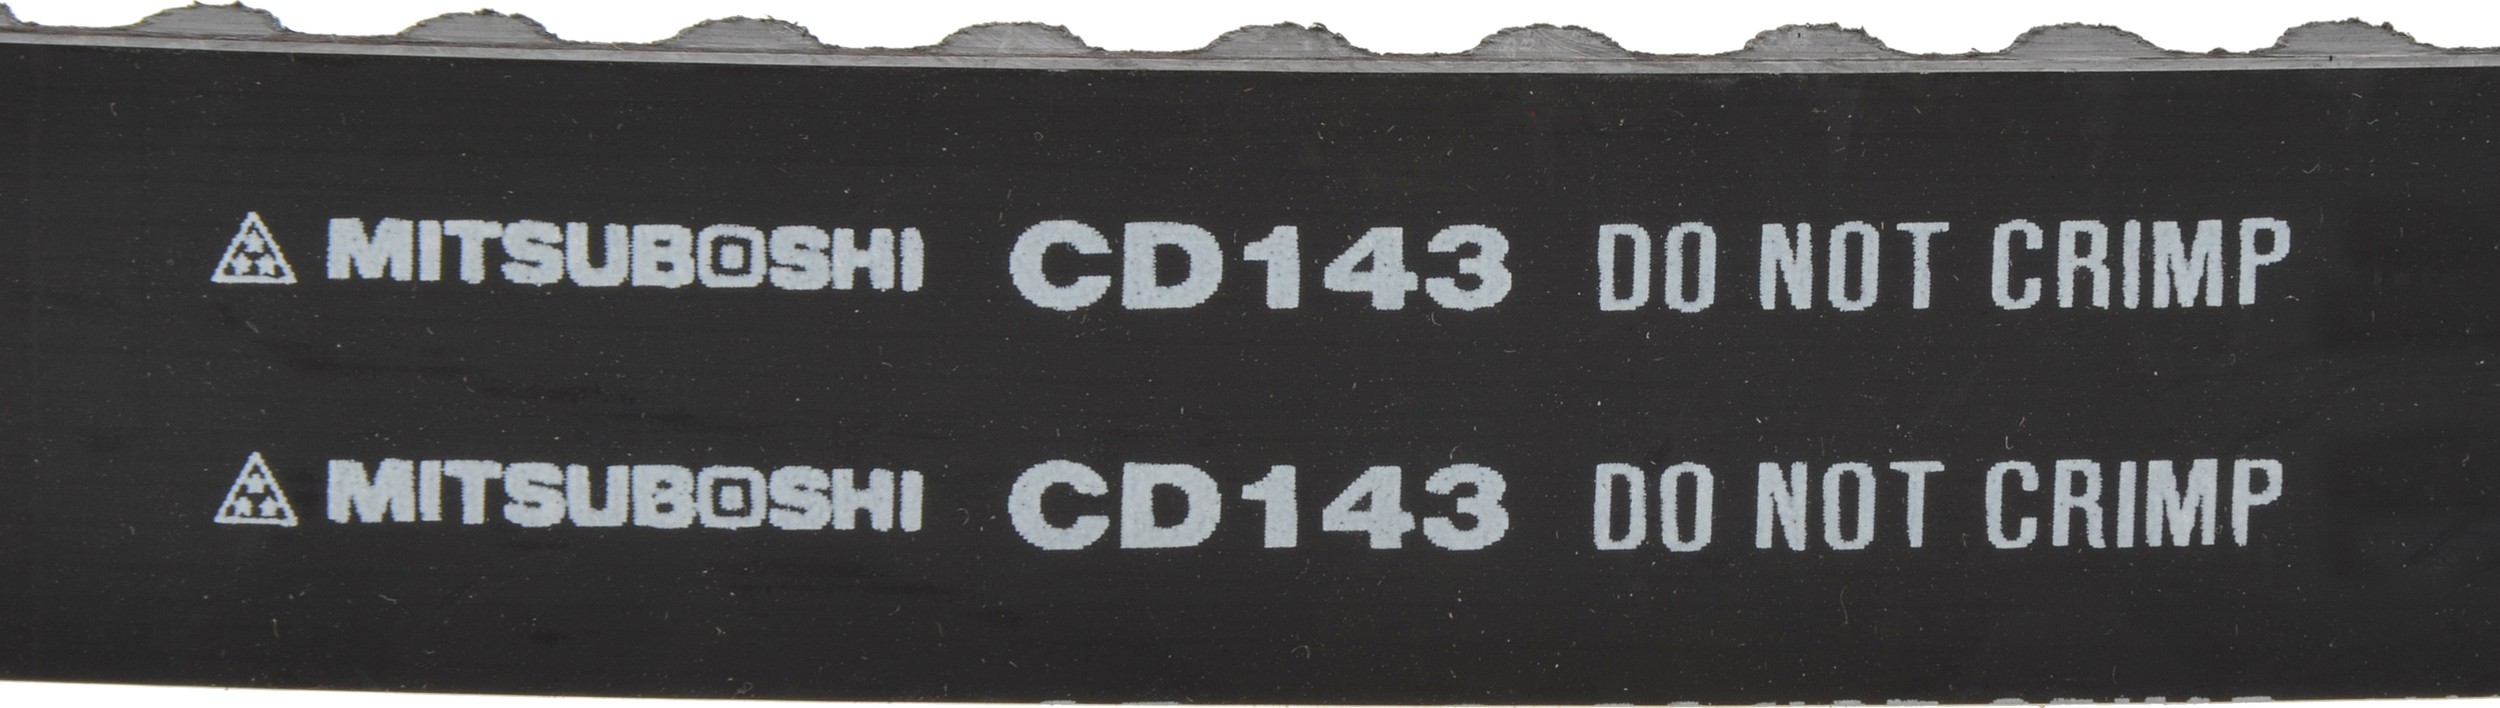 MITSUBOSHI CD143 DO NOT CRIMP
MITSUBOSHI CD143 DO NOT CRIMP